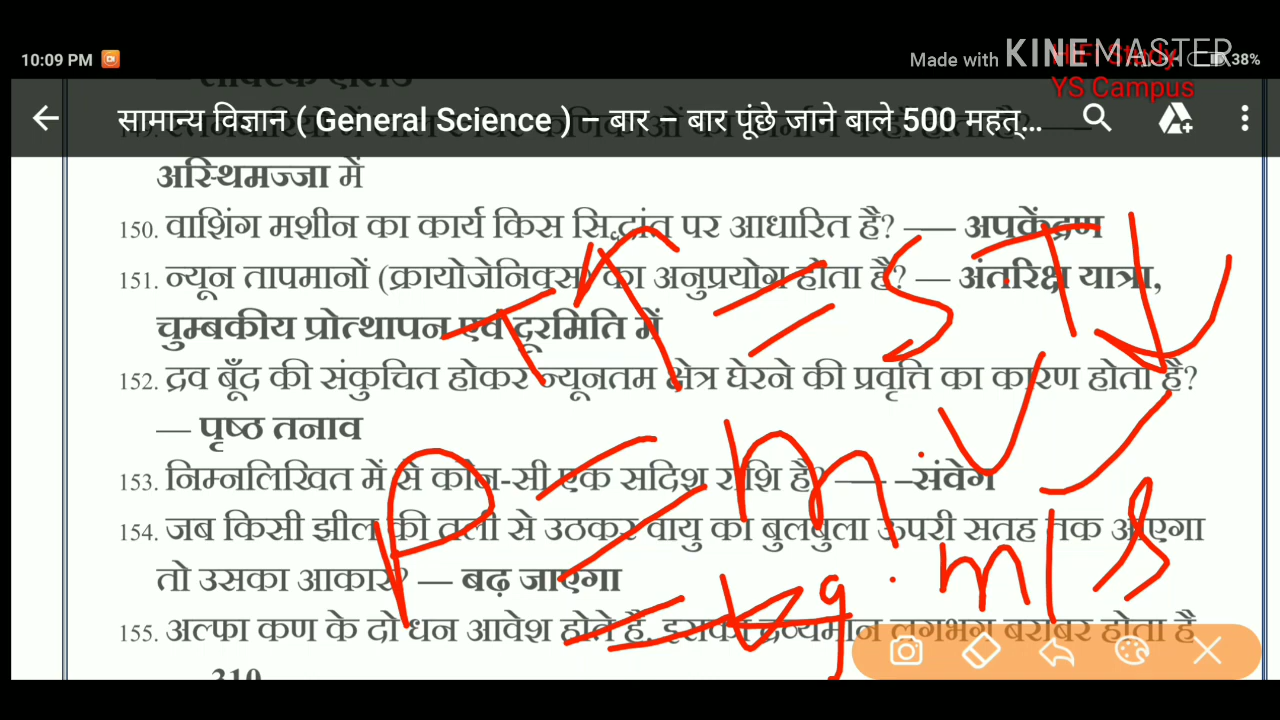 10:09 PM
Made with KINEMASTER
38%
Hifi Study
YS Campus
सामान्य विज्ञान ( General Science ) – बार – बार पूंछे जाने बाले 500 महत्...
अस्थिमज्जा में
150. वाशिंग मशीन का कार्य किस सिद्धांत पर आधारित है? —– अपकेंद्रण
151. न्यून तापमानों (क्रायोजेनिक्स) का अनुप्रयोग होता है? — अंतरिक्ष यात्रा,
चुम्बकीय प्रोत्थापन एवं दूरमिति में
152. द्रव बूँद की संकुचित होकर न्यूनतम क्षेत्र घेरने की प्रवृत्ति का कारण होता है?
— पृष्ठ तनाव
153. निम्नलिखित में से कौन-सी एक सदिश राशि है? —– –संवेग
154. जब किसी झील की तली से उठकर वायु का बुलबुला ऊपरी सतह तक आएगा
तो उसका आकार? — बढ़ जाएगा
155. अल्फा कण के दो धन आवेश होते हैं, इसका द्रव्यमान लगभग बराबर होता है
T↑ = ST↓
P = m.v
= kg.m/s